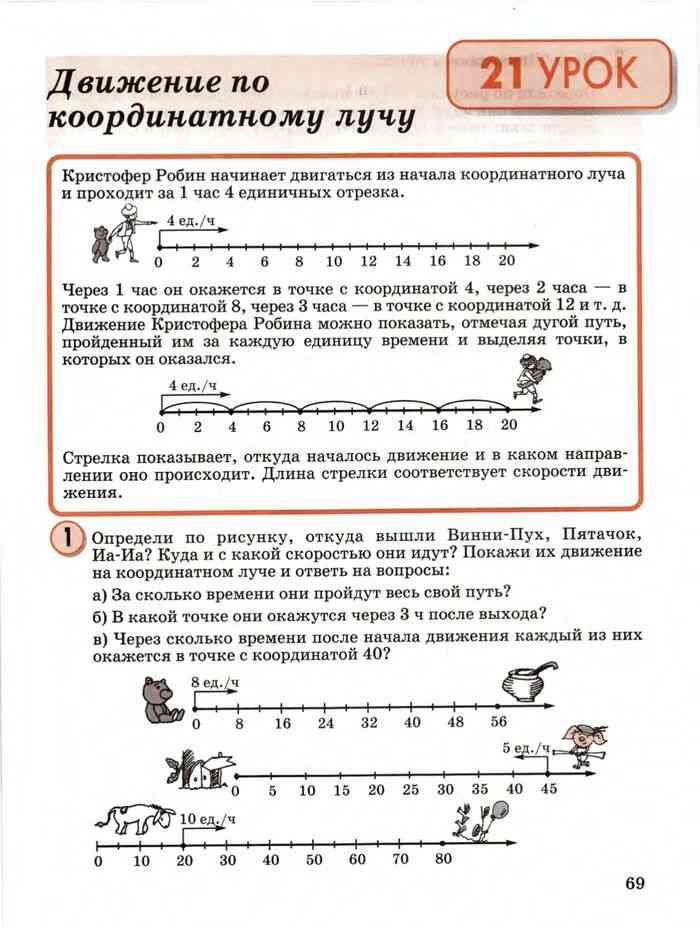 21 УРОК
Движение по
координатному лучу
Кристофер Робин начинает двигаться из начала координатного луча
и проходит за 1 час 4 единичных отрезка.
4 ед./ч
0 2 4 6 8 10 12 14 16 18 20
Через 1 час он окажется в точке с координатой 4, через 2 часа — в
точке с координатой 8, через 3 часа — в точке с координатой 12 и т. д.
Движение Кристофера Робина можно показать, отмечая дугой путь,
пройденный им за каждую единицу времени и выделяя точки, в
которых он оказался.
4 ед./ч
0 2 4 6 8 10 12 14 16 18 20
Стрелка показывает, откуда началось движение и в каком направ-
лении оно происходит. Длина стрелки соответствует скорости дви-
жения.
1 Определи по рисунку, откуда вышли Винни-Пух, Пятачок,
Иа-Иа? Куда и с какой скоростью они идут? Покажи их движение
на координатном луче и ответь на вопросы:
а) За сколько времени они пройдут весь свой путь?
б) В какой точке они окажутся через 3 ч после выхода?
в) Через сколько времени после начала движения каждый из них
окажется в точке с координатой 40?
8 ед./ч
0 8 16 24 32 40 48 56
5 ед./ч
0 5 10 15 20 25 30 35 40 45
10 ед./ч
0 10 20 30 40 50 60 70 80
69